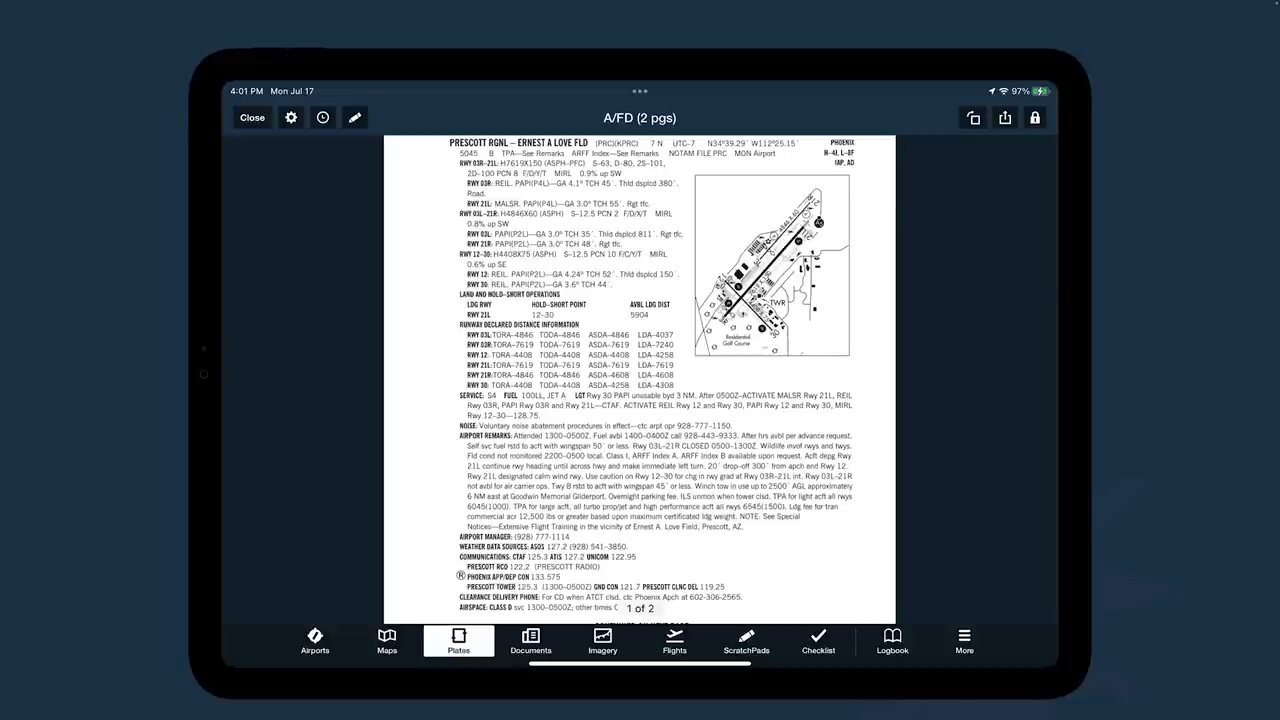 4:01 PM Mon Jul 17
97%
Close
A/FD (2 pgs)
PRESCOTT RGNL – ERNEST A LOVE FLD (PRC)(KPRC) 7 N UTC–7 N34°39.29´ W112°25.15´ PHOENIX
5045 B TPA—See Remarks ARFF Index—See Remarks NOTAM FILE PRC MON Airport H–4J, L–8F
IAP, AD
RWY 03R–21L: H7619X150 (ASPH–PFC) S–63, D–80, 2S–101,
2D–100 PCN 8 F/D/Y/T MIRL 0.9% up SW
RWY 03R: REIL. PAPI(P4L)—GA 4.1° TCH 45´. Thld dsplcd 380´.
Road.
RWY 21L: MALSR. PAPI(P4L)—GA 3.0° TCH 55´. Rgt tfc.
RWY 03L–21R: H4846X60 (ASPH) S–12.5 PCN 2 F/D/X/T MIRL
0.8% up SW
RWY 03L: PAPI(P2L)—GA 3.0° TCH 35´. Thld dsplcd 811´. Rgt tfc.
RWY 21R: PAPI(P2L)—GA 3.0° TCH 48´. Rgt tfc.
RWY 12–30: H4408X75 (ASPH) S–12.5 PCN 10 F/C/Y/T MIRL
0.6% up SE
RWY 12: REIL. PAPI(P2L)—GA 4.24° TCH 52´. Thld dsplcd 150´.
RWY 30: REIL. PAPI(P2L)—GA 3.6° TCH 44´.
LAND AND HOLD–SHORT OPERATIONS
LDG RWY HOLD–SHORT POINT AVBL LDG DIST
RWY 21L 12–30 5904
RUNWAY DECLARED DISTANCE INFORMATION
RWY 03L: TORA–4846 TODA–4846 ASDA–4846 LDA–4037
RWY 03R: TORA–7619 TODA–7619 ASDA–7619 LDA–7240
RWY 12: TORA–4408 TODA–4408 ASDA–4408 LDA–4258
RWY 21L: TORA–7619 TODA–7619 ASDA–7619 LDA–7619
RWY 21R: TORA–4846 TODA–4846 ASDA–4608 LDA–4608
RWY 30: TORA–4408 TODA–4408 ASDA–4258 LDA–4308
4846 X 60
TWR
Residential
Golf Course
SERVICE: S4 FUEL 100LL, JET A LGT Rwy 30 PAPI unusable byd 3 NM. After 0500Z–ACTIVATE MALSR Rwy 21L, REIL
Rwy 03R, PAPI Rwy 03R and Rwy 21L—CTAF. ACTIVATE REIL Rwy 12 and Rwy 30, PAPI Rwy 12 and Rwy 30, MIRL
Rwy 12–30—128.75.
NOISE: Voluntary noise abatement procedures in effect—ctc arpt opr 928–777–1150.
AIRPORT REMARKS: Attended 1300–0500Z. Fuel avbl 1400–0400Z call 928–443–9333. After hrs avbl per advance request.
Self svc fuel rstd to acft with wingspan 50´ or less. Rwy 03L–21R CLOSED 0500–1300Z. Wildlife invof rwys and twys.
Fld cond not monitored 2200–0500 local. Class I, ARFF Index A. ARFF Index B available upon request. Acft depg Rwy
21L continue rwy heading until across hwy and make immediate left turn. 20´ drop–off 300´ from apch end Rwy 12.
Rwy 21L designated calm wind rwy. Use caution on Rwy 12–30 for chg in rwy grad at Rwy 03R–21L int. Rwy 03L–21R
not avbl for air carrier ops. Twy B rstd to acft with wingspan 45´ or less. Winch tow in use up to 2500´ AGL approximately
6 NM east at Goodwin Memorial Gliderport. Overnight parking fee. ILS unmon when tower clsd. TPA for light acft all rwys
6045(1000). TPA for large acft, all turbo prop/jet and high performance acft all rwys 6545(1500). Ldg fee for tran
commercial acr 12,500 lbs or greater based upon maximum certificated ldg weight. NOTE: See Special
Notices—Extensive Flight Training in the vicinity of Ernest A. Love Field, Prescott, AZ.
AIRPORT MANAGER: (928) 777-1114
WEATHER DATA SOURCES: ASOS 127.2 (928) 541–3850.
COMMUNICATIONS: CTAF 125.3 ATIS 127.2 UNICOM 122.95
PRESCOTT RCO 122.2 (PRESCOTT RADIO)
Ⓡ PHOENIX APP/DEP CON 133.575
PRESCOTT TOWER 125.3 (1300–0500Z) GND CON 121.7 PRESCOTT CLNC DEL 119.25
CLEARANCE DELIVERY PHONE: For CD when ATCT clsd. ctc Phoenix Apch at 602-306-2565.
AIRSPACE: CLASS D svc 1300–0500Z; other times
1 of 2
Airports Maps Plates Documents Imagery Flights ScratchPads Checklist Logbook More